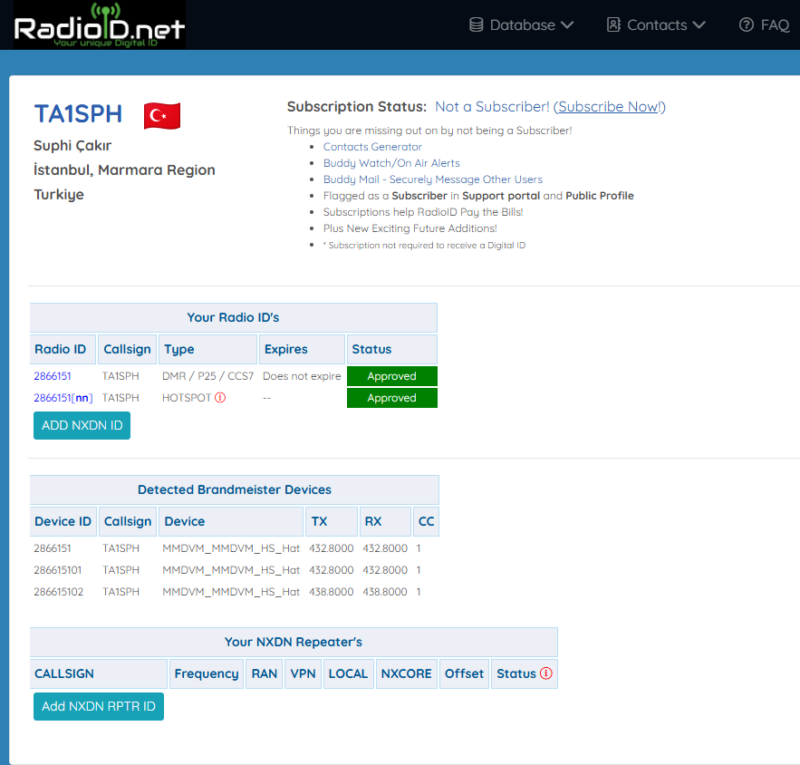 RadioID.net
Your unique Digital ID
Database
Contacts
FAQ
TA1SPH
Suphi Çakır
İstanbul, Marmara Region
Turkiye
Subscription Status: Not a Subscriber! (Subscribe Now!)
Things you are missing out on by not being a Subscriber!
• Contacts Generator
• Buddy Watch/On Air Alerts
• Buddy Mail - Securely Message Other Users
• Flagged as a Subscriber in Support portal and Public Profile
• Subscriptions help RadioID Pay the Bills!
• Plus New Exciting Future Additions!
• * Subscription not required to receive a Digital ID
Your Radio ID's
Radio ID Callsign Type Expires Status
2866151 TA1SPH DMR / P25 / CCS7 Does not expire Approved
2866151[nn] TA1SPH HOTSPOT -- Approved
ADD NXDN ID
Detected Brandmeister Devices
Device ID Callsign Device TX RX CC
2866151 TA1SPH MMDVM_MMDVM_HS_Hat 432.8000 432.8000 1
286615101 TA1SPH MMDVM_MMDVM_HS_Hat 432.8000 432.8000 1
286615102 TA1SPH MMDVM_MMDVM_HS_Hat 438.8000 438.8000 1
Your NXDN Repeater's
CALLSIGN Frequency RAN VPN LOCAL NXCORE Offset Status
Add NXDN RPTR ID